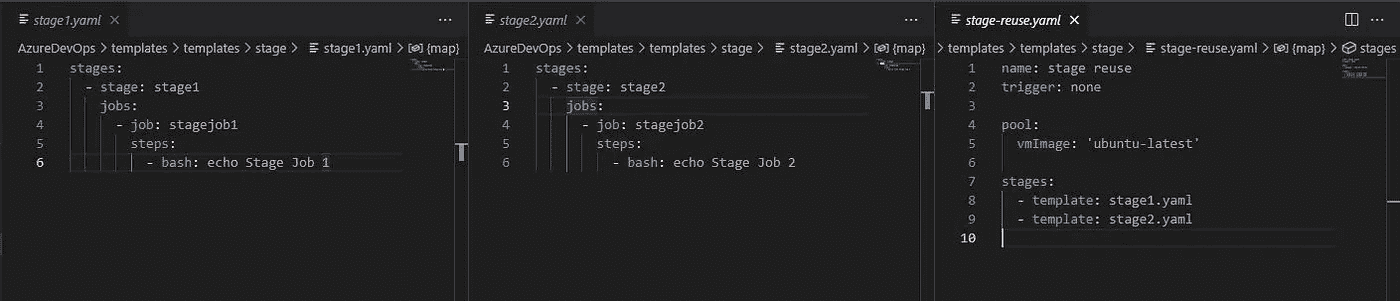 stage1.yaml ×
AzureDevOps > templates > templates > stage > stage1.yaml > {map}
1 stages:
2   - stage: stage1
3     jobs:
4       - job: stagejob1
5         steps:
6           - bash: echo Stage Job 1
stage2.yaml ×
AzureDevOps > templates > templates > stage > stage2.yaml > {map}
1 stages:
2   - stage: stage2
3     jobs:
4       - job: stagejob2
5         steps:
6           - bash: echo Stage Job 2
stage-reuse.yaml ×
> templates > templates > stage > stage-reuse.yaml > {map} > stages
1 name: stage reuse
2 trigger: none
3
4 pool:
5   vmImage: 'ubuntu-latest'
6
7 stages:
8   - template: stage1.yaml
9   - template: stage2.yaml
10